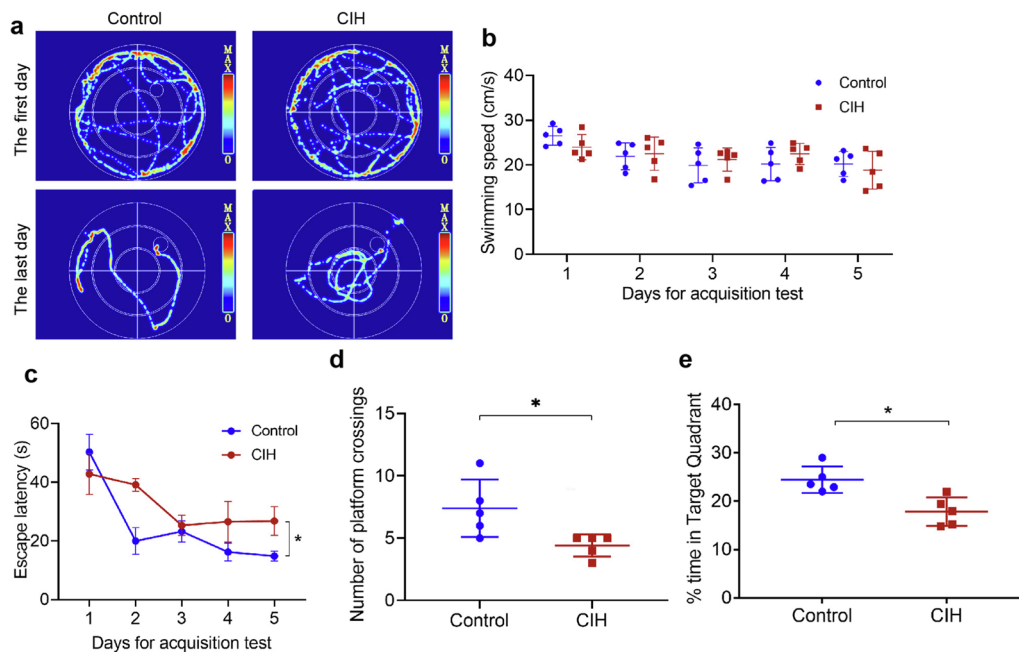 a
Control
CIH
The first day
MAX
0
MAX
0
The last day
MAX
0
MAX
0
b
Swimming speed (cm/s)
40
30
20
10
0
Control
CIH
1 2 3 4 5
Days for acquisition test
c
Escape latency (s)
60
40
20
0
Control
CIH
*
1 2 3 4 5
Days for acquisition test
d
Number of platform crossings
15
10
5
0
*
Control CIH
e
% time in Target Quadrant
40
30
20
10
0
*
Control CIH